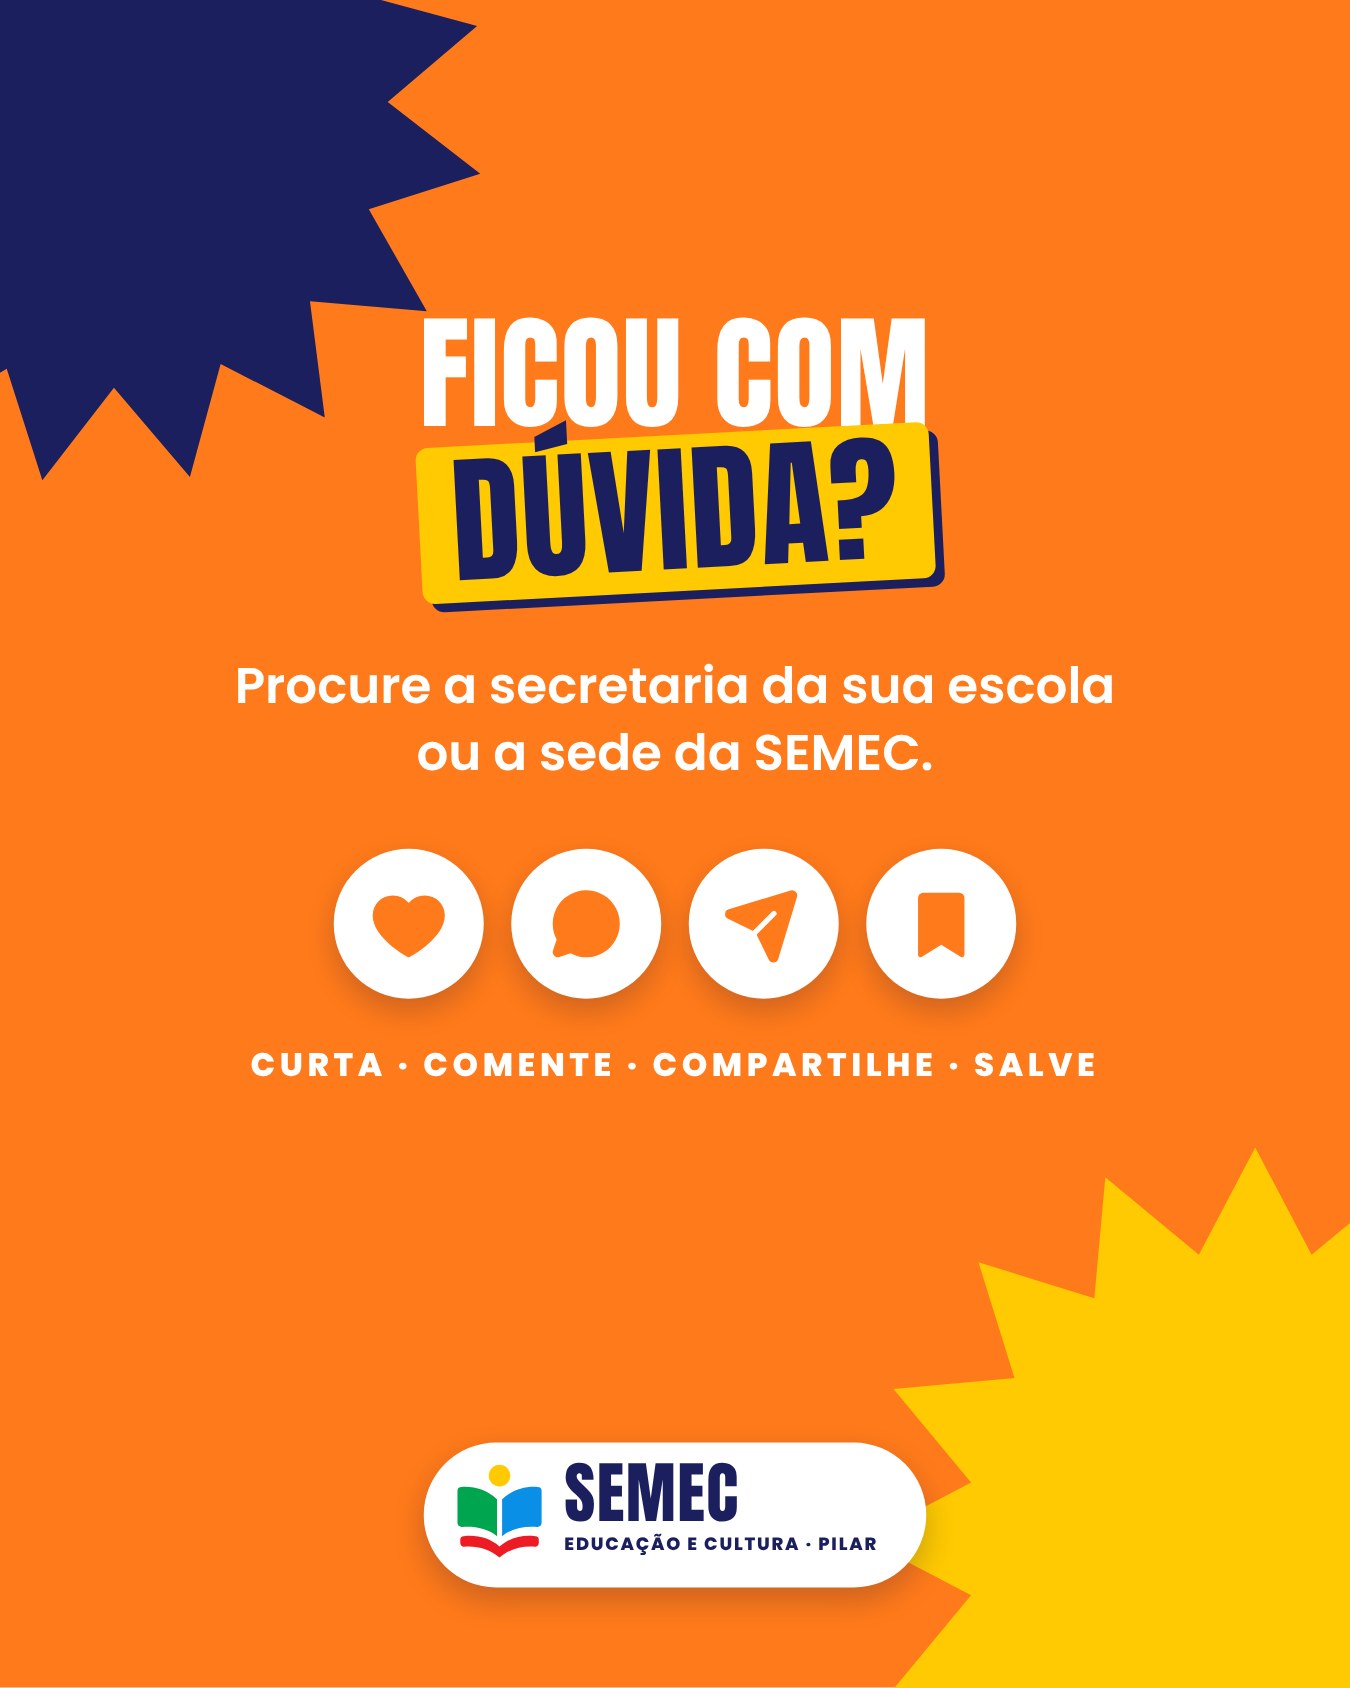 FICOU COM
DÚVIDA?
Procure a secretaria da sua escola
ou a sede da SEMEC.
CURTA · COMENTE · COMPARTILHE · SALVE
SEMEC
EDUCAÇÃO E CULTURA · PILAR